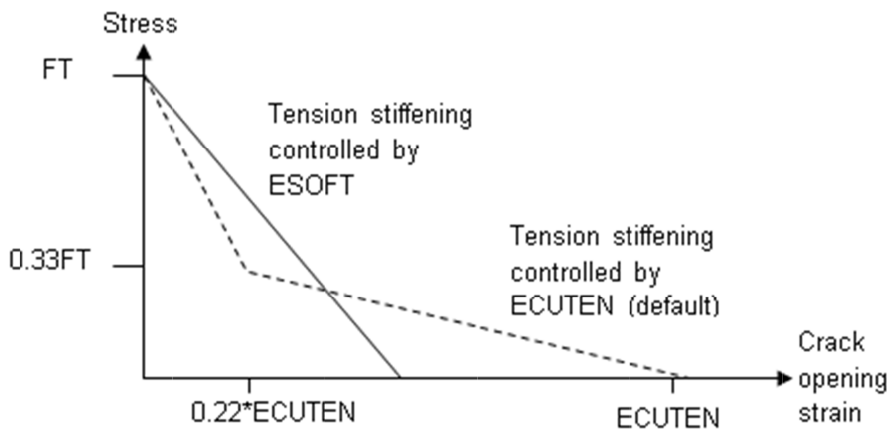 Stress
FT
Tension stiffening
controlled by
ESOFT
0.33FT
Tension stiffening
controlled by
ECUTEN (default)
Crack
opening
strain
0.22*ECUTEN
ECUTEN